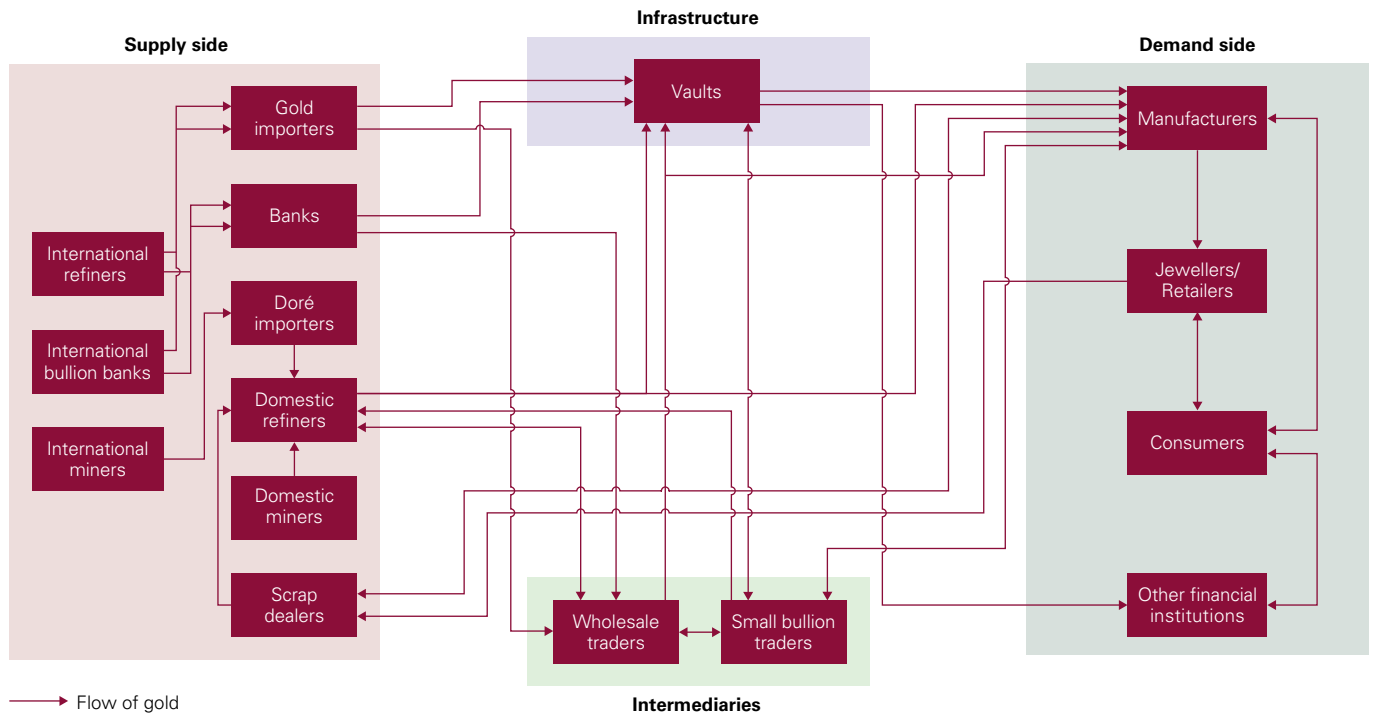 Infrastructure
Supply side
Demand side
Vaults
Gold
importers
Manufacturers
Banks
International
refiners
Jewellers/
Retailers
Doré
importers
International
bullion banks
Domestic
refiners
Consumers
International
miners
Domestic
miners
Scrap
dealers
Wholesale
traders
Small bullion
traders
Other financial
institutions
Flow of gold
Intermediaries